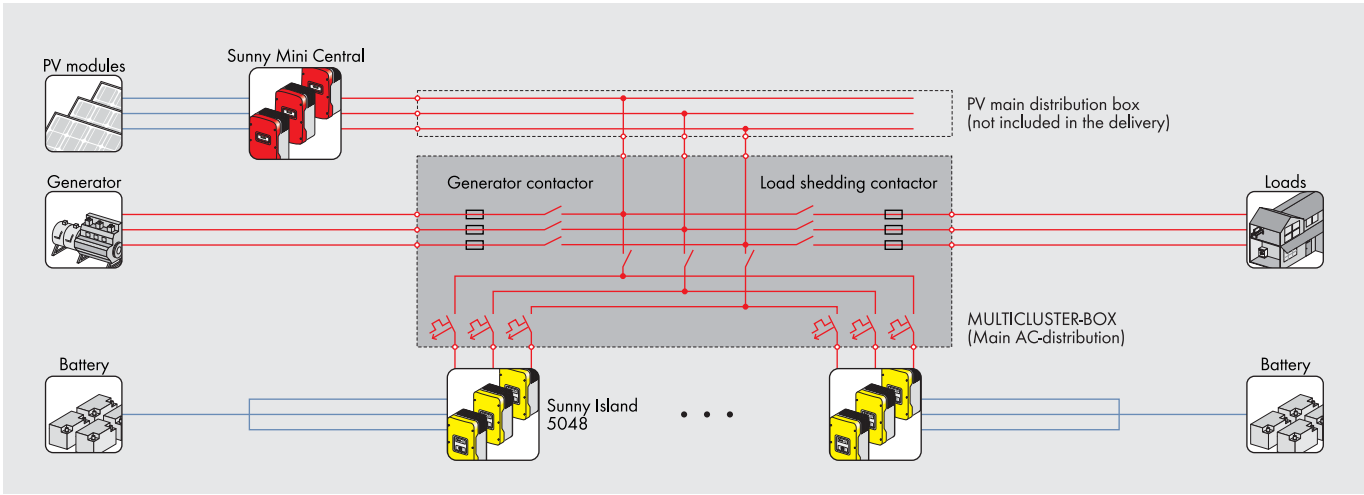 Sunny Mini Central
PV modules
PV main distribution box
(not included in the delivery)
Generator
Generator contactor
Load shedding contactor
Loads
MULTICLUSTER-BOX
(Main AC-distribution)
Battery
Sunny Island
5048
Battery